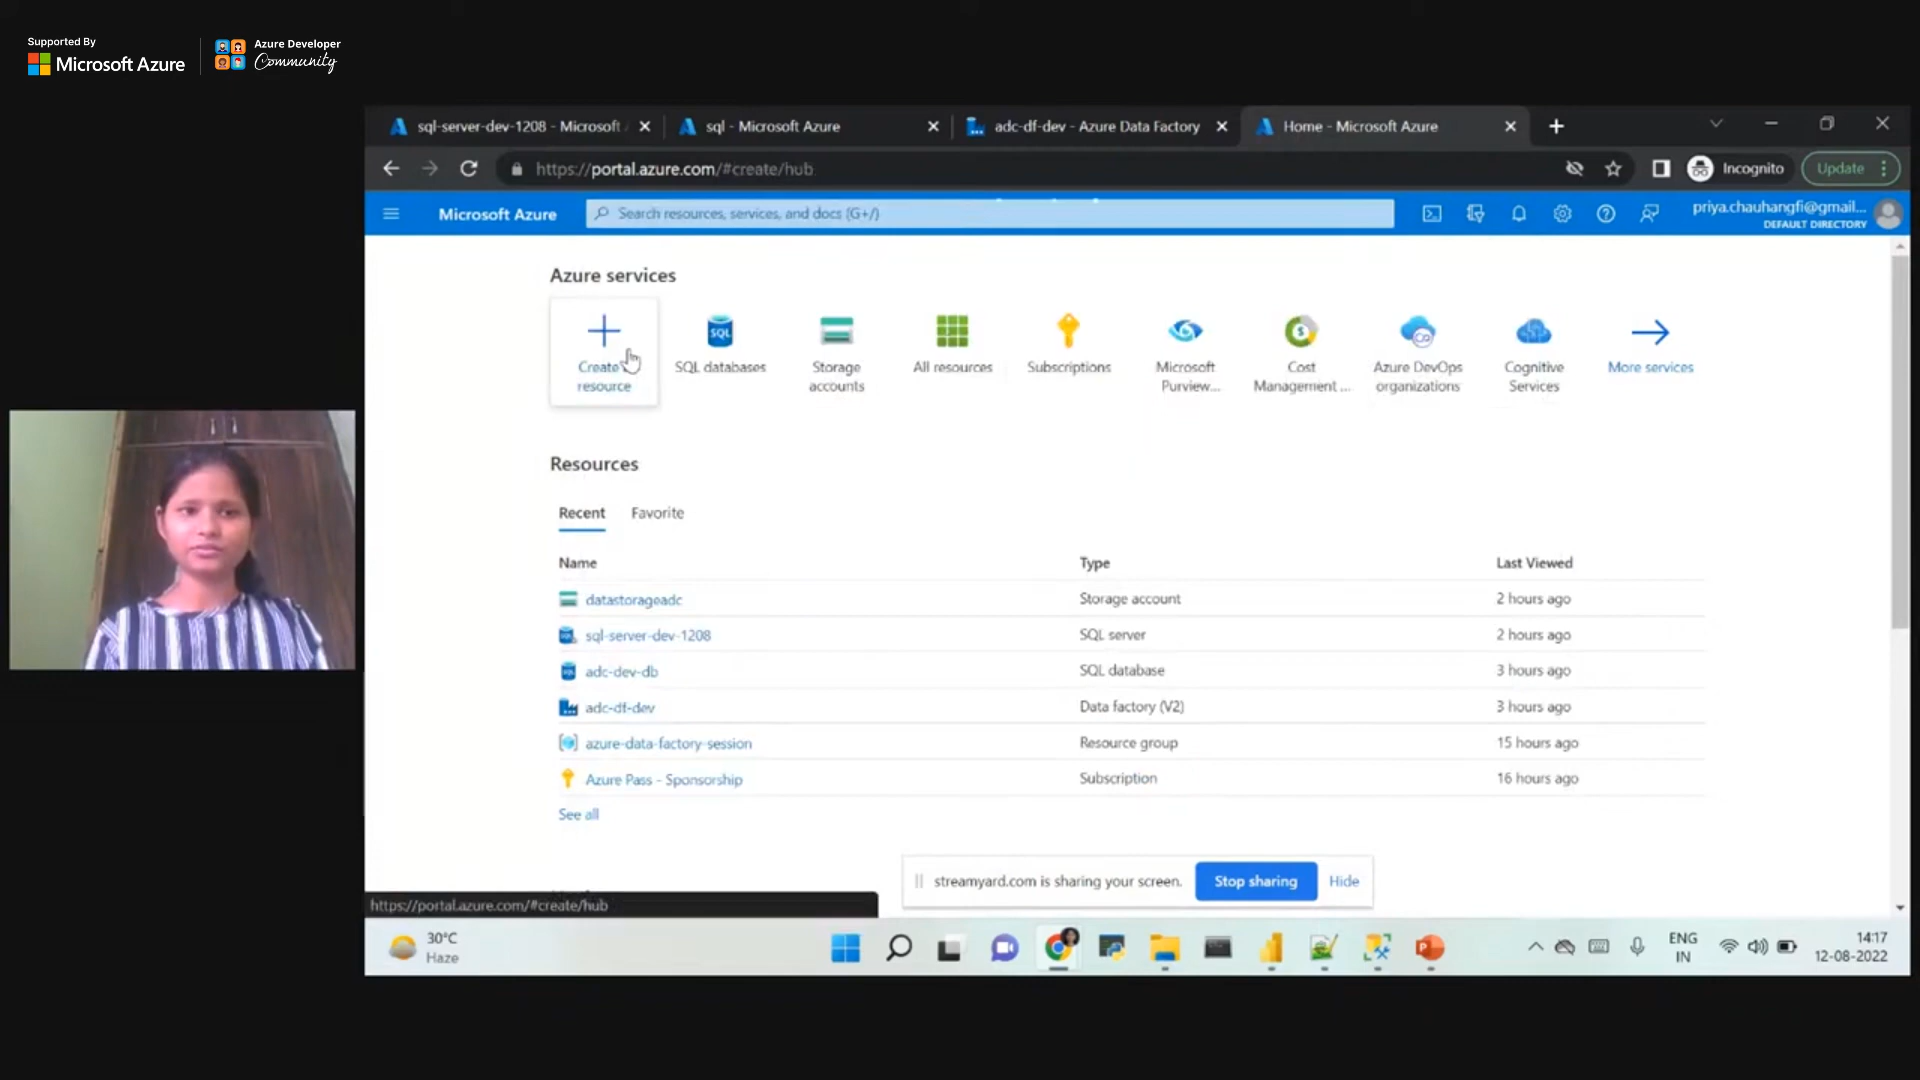 Supported By
Microsoft Azure
Azure Developer
Community
sql-server-dev-1208 - Microsoft
sql - Microsoft Azure
adc-df-dev - Azure Data Factory
Home - Microsoft Azure
https://portal.azure.com/#create/hub
Incognito
Update
Microsoft Azure
Search resources, services, and docs (G+/)
priya.chauhangfi@gmail...
DEFAULT DIRECTORY
Azure services
Create
resource
SQL
SQL databases
Storage
accounts
All resources
Subscriptions
Microsoft
Purview...
Cost
Management ...
Azure DevOps
organizations
Cognitive
Services
More services
Resources
Recent
Favorite
Name
Type
Last Viewed
datastorageadc
Storage account
2 hours ago
sql-server-dev-1208
SQL server
2 hours ago
adc-dev-db
SQL database
3 hours ago
adc-df-dev
Data factory (V2)
3 hours ago
azure-data-factory-session
Resource group
15 hours ago
Azure Pass - Sponsorship
Subscription
16 hours ago
See all
streamyard.com is sharing your screen.
Stop sharing
Hide
https://portal.azure.com/#create/hub
30°C
Haze
ENG
IN
14:17
12-08-2022